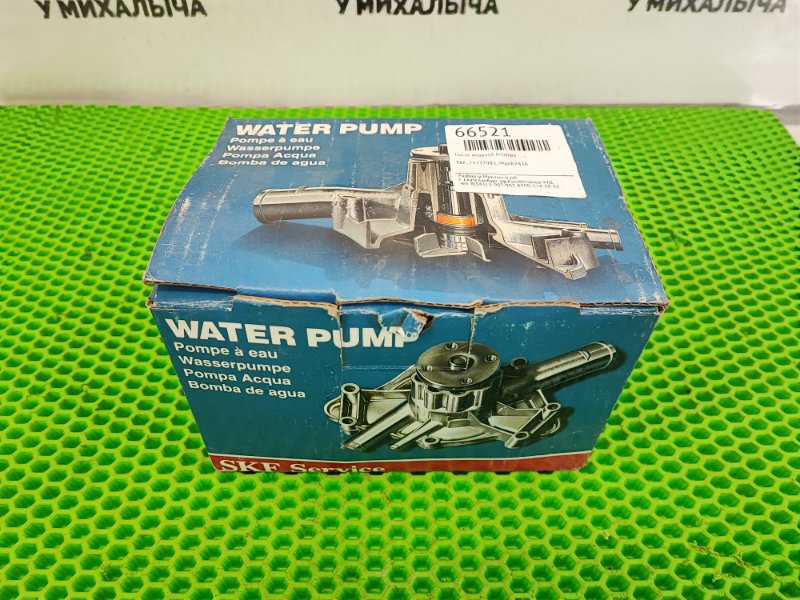 У МИХАЛЫЧА
У МИХАЛЫЧА
WATER PUMP
Pompe à eau
Wasserpumpe
Pompa Acqua
Bomba de agua
66521
WATER PUMP
Pompe à eau
Wasserpumpe
Pompa Acqua
Bomba de agua
SKF Service